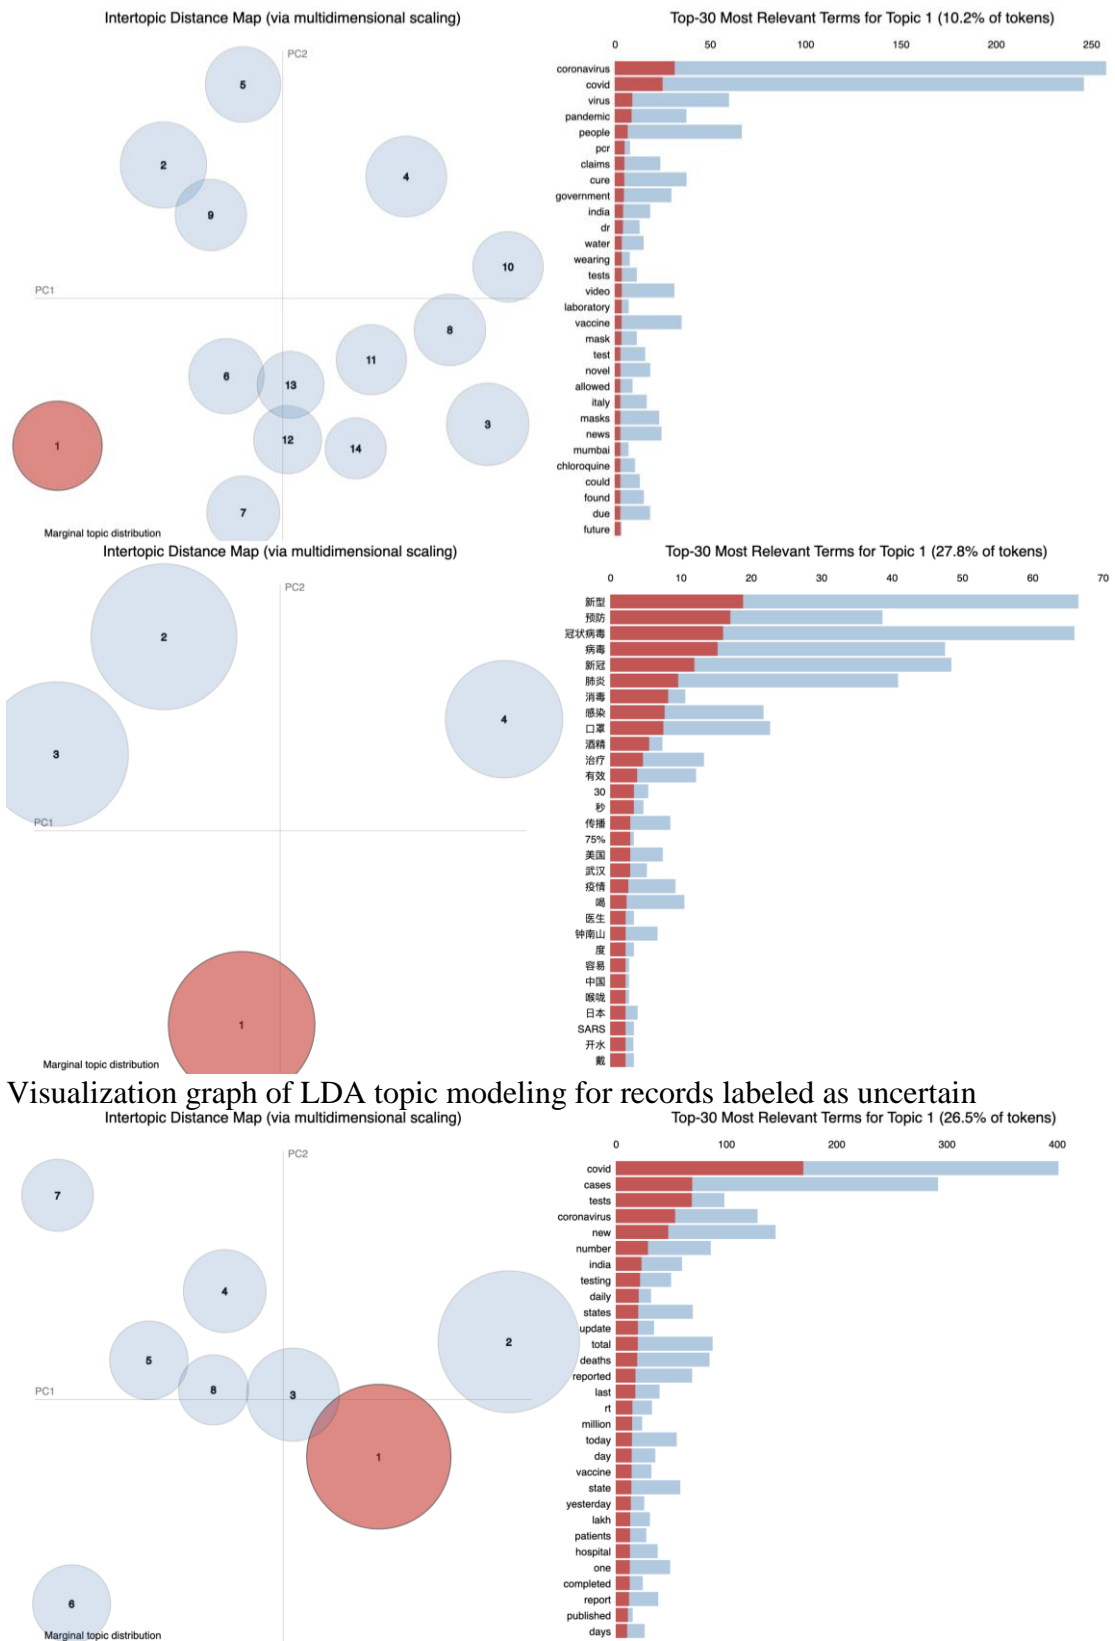 Intertopic Distance Map (via multidimensional scaling)
PC2
PC1
5
2
4
9
10
8
11
6
13
3
1
12
14
7
Marginal topic distribution
Top-30 Most Relevant Terms for Topic 1 (10.2% of tokens)
0 50 100 150 200 250
coronavirus
covid
virus
pandemic
people
pcr
claims
cure
government
india
dr
water
wearing
tests
video
laboratory
vaccine
mask
test
novel
allowed
italy
masks
news
mumbai
chloroquine
could
found
due
future
Intertopic Distance Map (via multidimensional scaling)
PC2
2
4
3
PC1
1
Marginal topic distribution
Top-30 Most Relevant Terms for Topic 1 (27.8% of tokens)
0 10 20 30 40 50 60 70
新型
预防
冠状病毒
病毒
新冠
肺炎
消毒
感染
口罩
酒精
治疗
有效
30
秒
传播
75%
美国
武汉
疫情
喝
医生
钟南山
度
容易
中国
喉咙
日本
SARS
开水
戴
Visualization graph of LDA topic modeling for records labeled as uncertain
Intertopic Distance Map (via multidimensional scaling)
PC2
7
4
2
5
8
3
PC1
1
6
Marginal topic distribution
Top-30 Most Relevant Terms for Topic 1 (26.5% of tokens)
0 100 200 300 400
covid
cases
tests
coronavirus
new
number
india
testing
daily
states
update
total
deaths
reported
last
rt
million
today
day
vaccine
state
yesterday
lakh
patients
hospital
one
completed
report
published
days